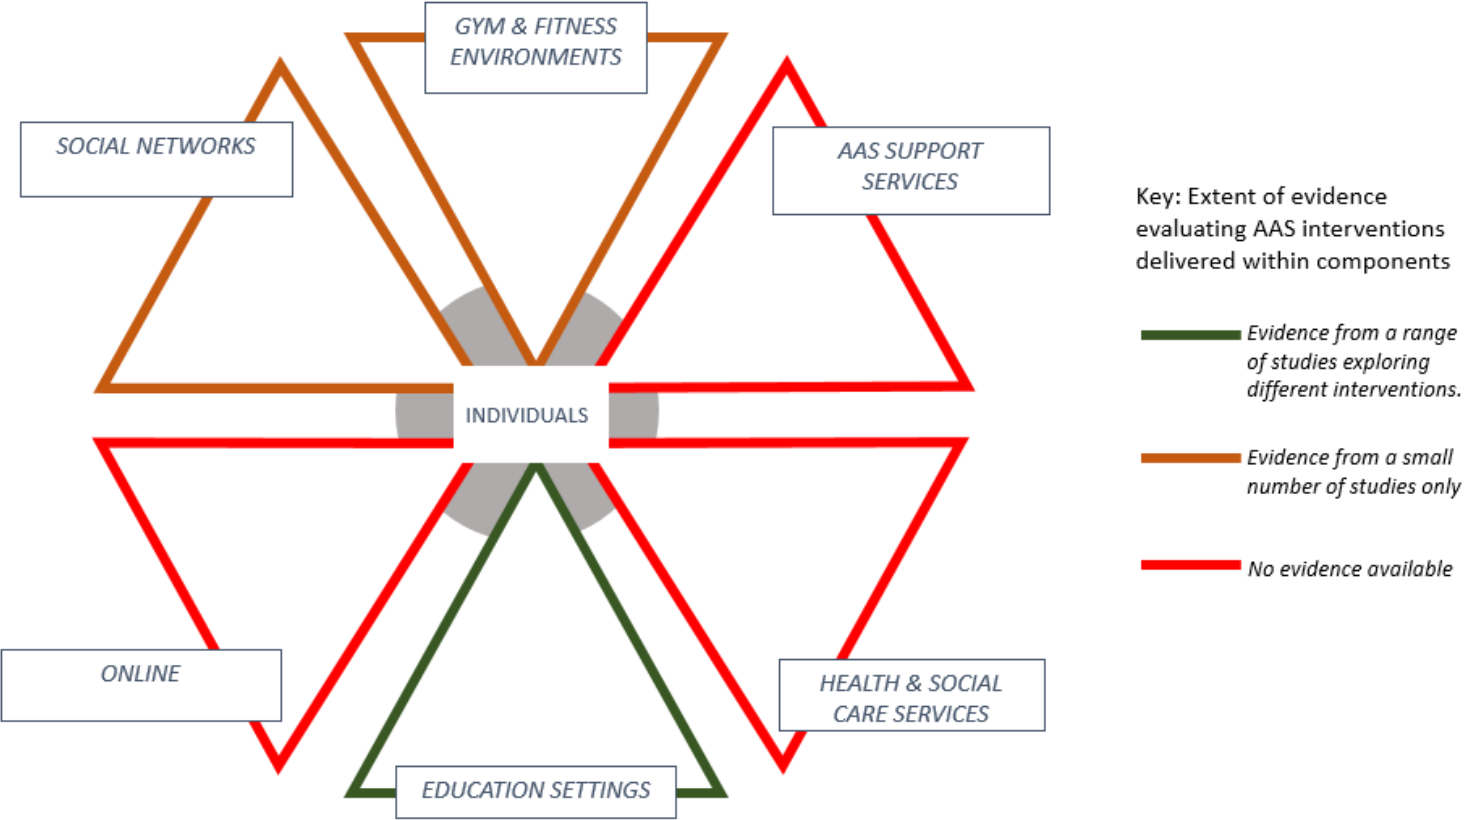 GYM & FITNESS
ENVIRONMENTS
SOCIAL NETWORKS
AAS SUPPORT
SERVICES
INDIVIDUALS
ONLINE
HEALTH & SOCIAL
CARE SERVICES
EDUCATION SETTINGS
Key: Extent of evidence
evaluating AAS interventions
delivered within components
Evidence from a range
of studies exploring
different interventions.
Evidence from a small
number of studies only
No evidence available